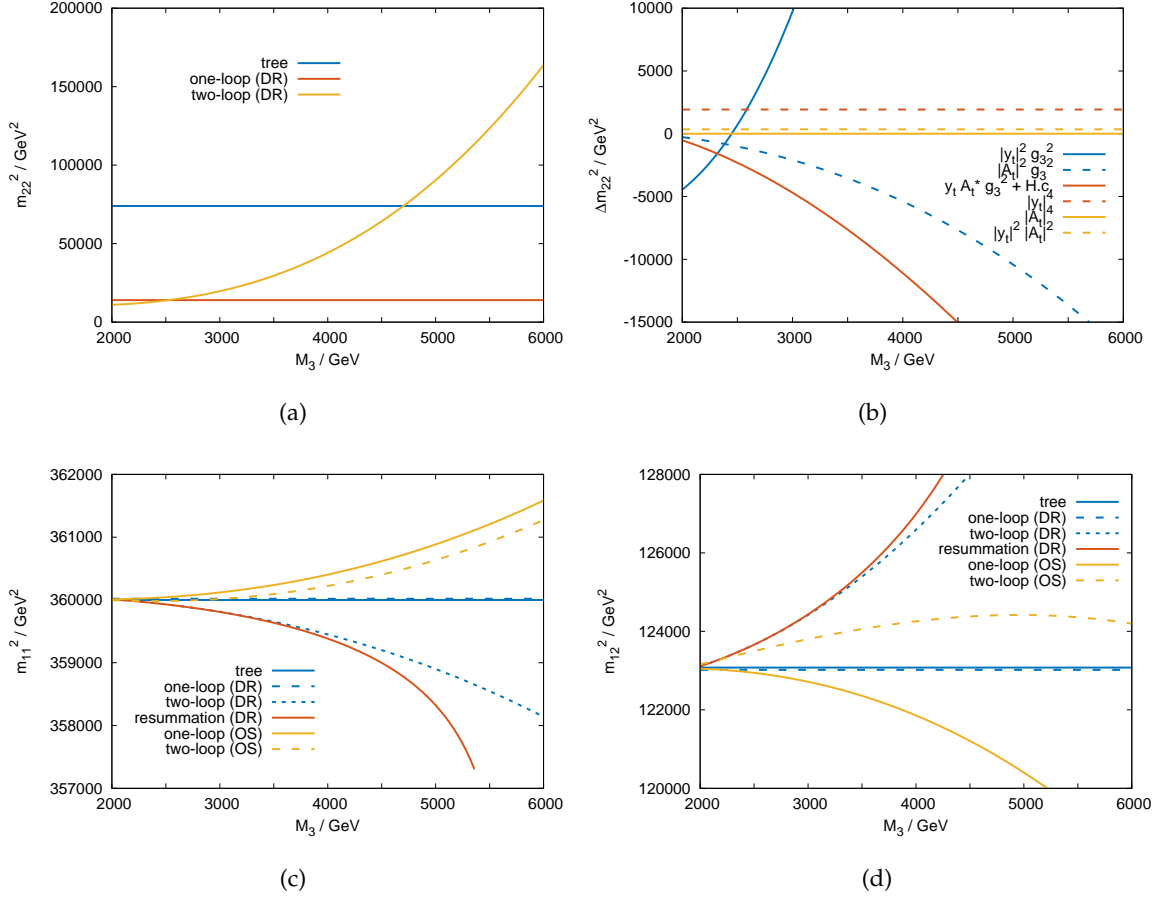 200000
150000
100000
50000
0
2000 3000 4000 5000 6000
m₂₂² / GeV²
M₃ / GeV
tree
one-loop (DR)
two-loop (DR)
(a)
10000
5000
0
-5000
-10000
-15000
2000 3000 4000 5000 6000
Δm₂₂² / GeV²
M₃ / GeV
|yₜ|² g₃²
|Aₜ|² g₃²
yₜ Aₜ* g₃² + H.c.
|yₜ|⁴
|Aₜ|⁴
|yₜ|² |Aₜ|²
(b)
362000
361000
360000
359000
358000
357000
2000 3000 4000 5000 6000
m₁₁² / GeV²
M₃ / GeV
tree
one-loop (DR)
two-loop (DR)
resummation (DR)
one-loop (OS)
two-loop (OS)
(c)
128000
126000
124000
122000
120000
2000 3000 4000 5000 6000
m₁₂² / GeV²
M₃ / GeV
tree
one-loop (DR)
two-loop (DR)
resummation (DR)
one-loop (OS)
two-loop (OS)
(d)